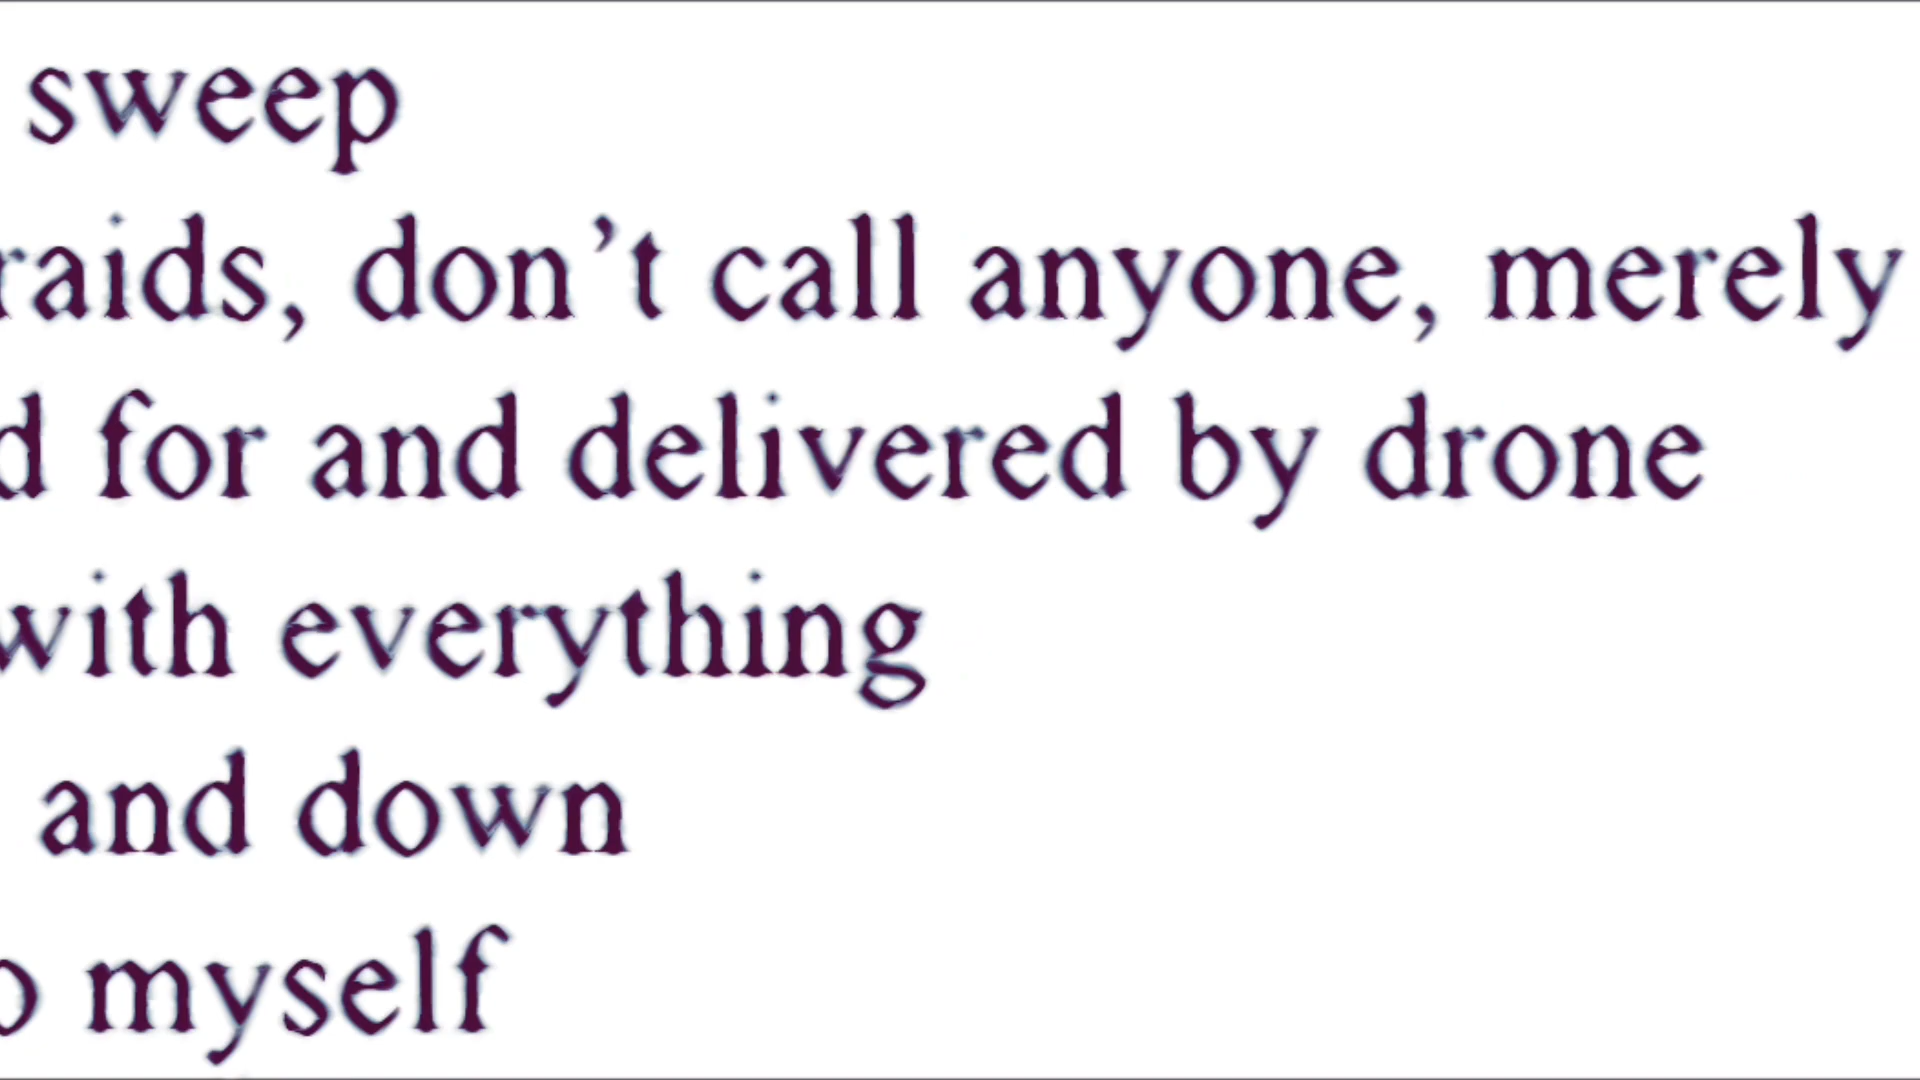 sweep
raids, don’t call anyone, merely
d for and delivered by drone
with everything
and down
o myself